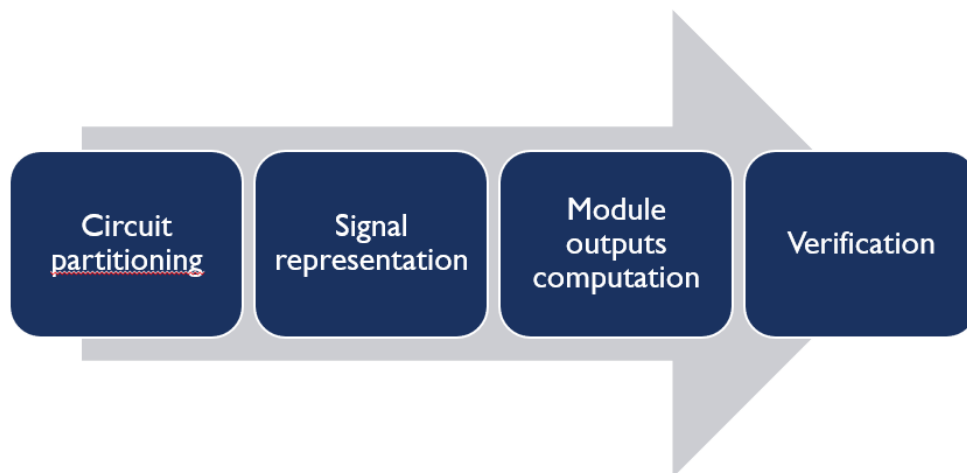 Circuit
partitioning
Signal
representation
Module
outputs
computation
Verification